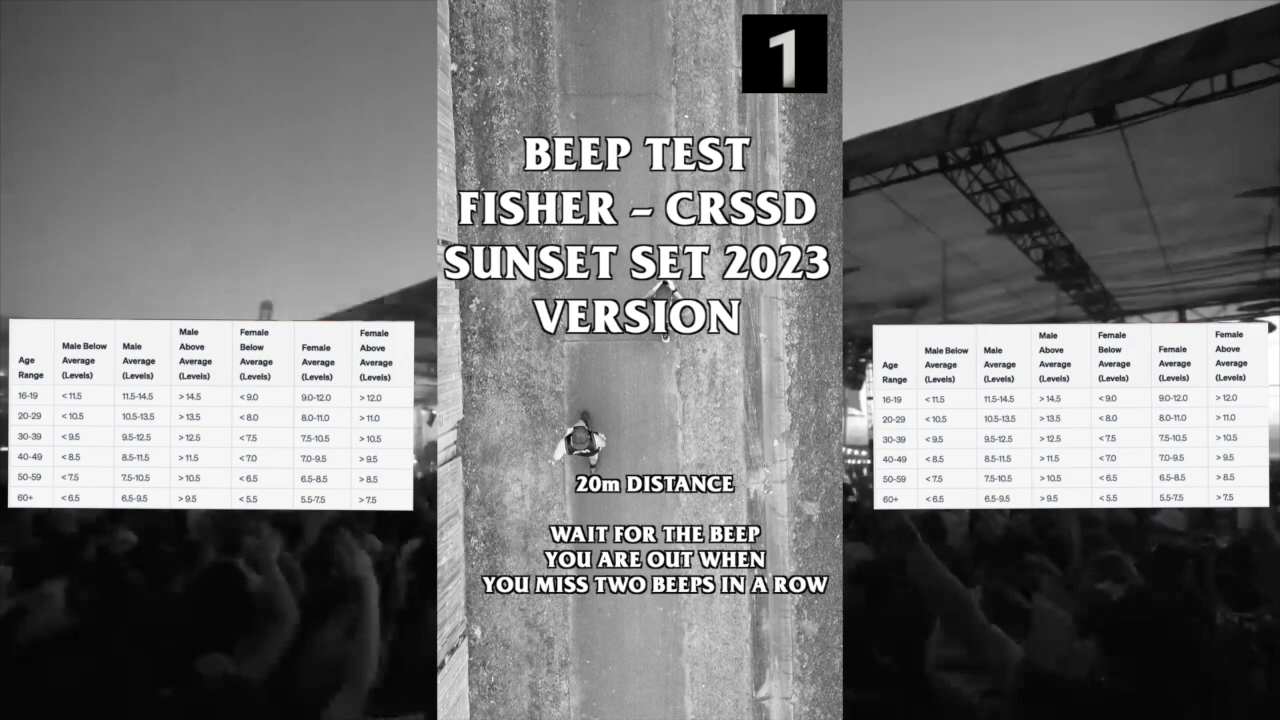 1
BEEP TEST
FISHER – CRSSD
SUNSET SET 2023
VERSION
Age Range | Male Below Average (Levels) | Male Average (Levels) | Male Above Average (Levels) | Female Below Average (Levels) | Female Average (Levels) | Female Above Average (Levels)
16-19 | < 11.5 | 11.5-14.5 | > 14.5 | < 9.0 | 9.0-12.0 | > 12.0
20-29 | < 10.5 | 10.5-13.5 | > 13.5 | < 8.0 | 8.0-11.0 | > 11.0
30-39 | < 9.5 | 9.5-12.5 | > 12.5 | < 7.5 | 7.5-10.5 | > 10.5
40-49 | < 8.5 | 8.5-11.5 | > 11.5 | < 7.0 | 7.0-9.5 | > 9.5
50-59 | < 7.5 | 7.5-10.5 | > 10.5 | < 6.5 | 6.5-8.5 | > 8.5
60+ | < 6.5 | 6.5-9.5 | > 9.5 | < 5.5 | 5.5-7.5 | > 7.5
20m DISTANCE
WAIT FOR THE BEEP
YOU ARE OUT WHEN
YOU MISS TWO BEEPS IN A ROW
Age Range | Male Below Average (Levels) | Male Average (Levels) | Male Above Average (Levels) | Female Below Average (Levels) | Female Average (Levels) | Female Above Average (Levels)
16-19 | < 11.5 | 11.5-14.5 | > 14.5 | < 9.0 | 9.0-12.0 | > 12.0
20-29 | < 10.5 | 10.5-13.5 | > 13.5 | < 8.0 | 8.0-11.0 | > 11.0
30-39 | < 9.5 | 9.5-12.5 | > 12.5 | < 7.5 | 7.5-10.5 | > 10.5
40-49 | < 8.5 | 8.5-11.5 | > 11.5 | < 7.0 | 7.0-9.5 | > 9.5
50-59 | < 7.5 | 7.5-10.5 | > 10.5 | < 6.5 | 6.5-8.5 | > 8.5
60+ | < 6.5 | 6.5-9.5 | > 9.5 | < 5.5 | 5.5-7.5 | > 7.5